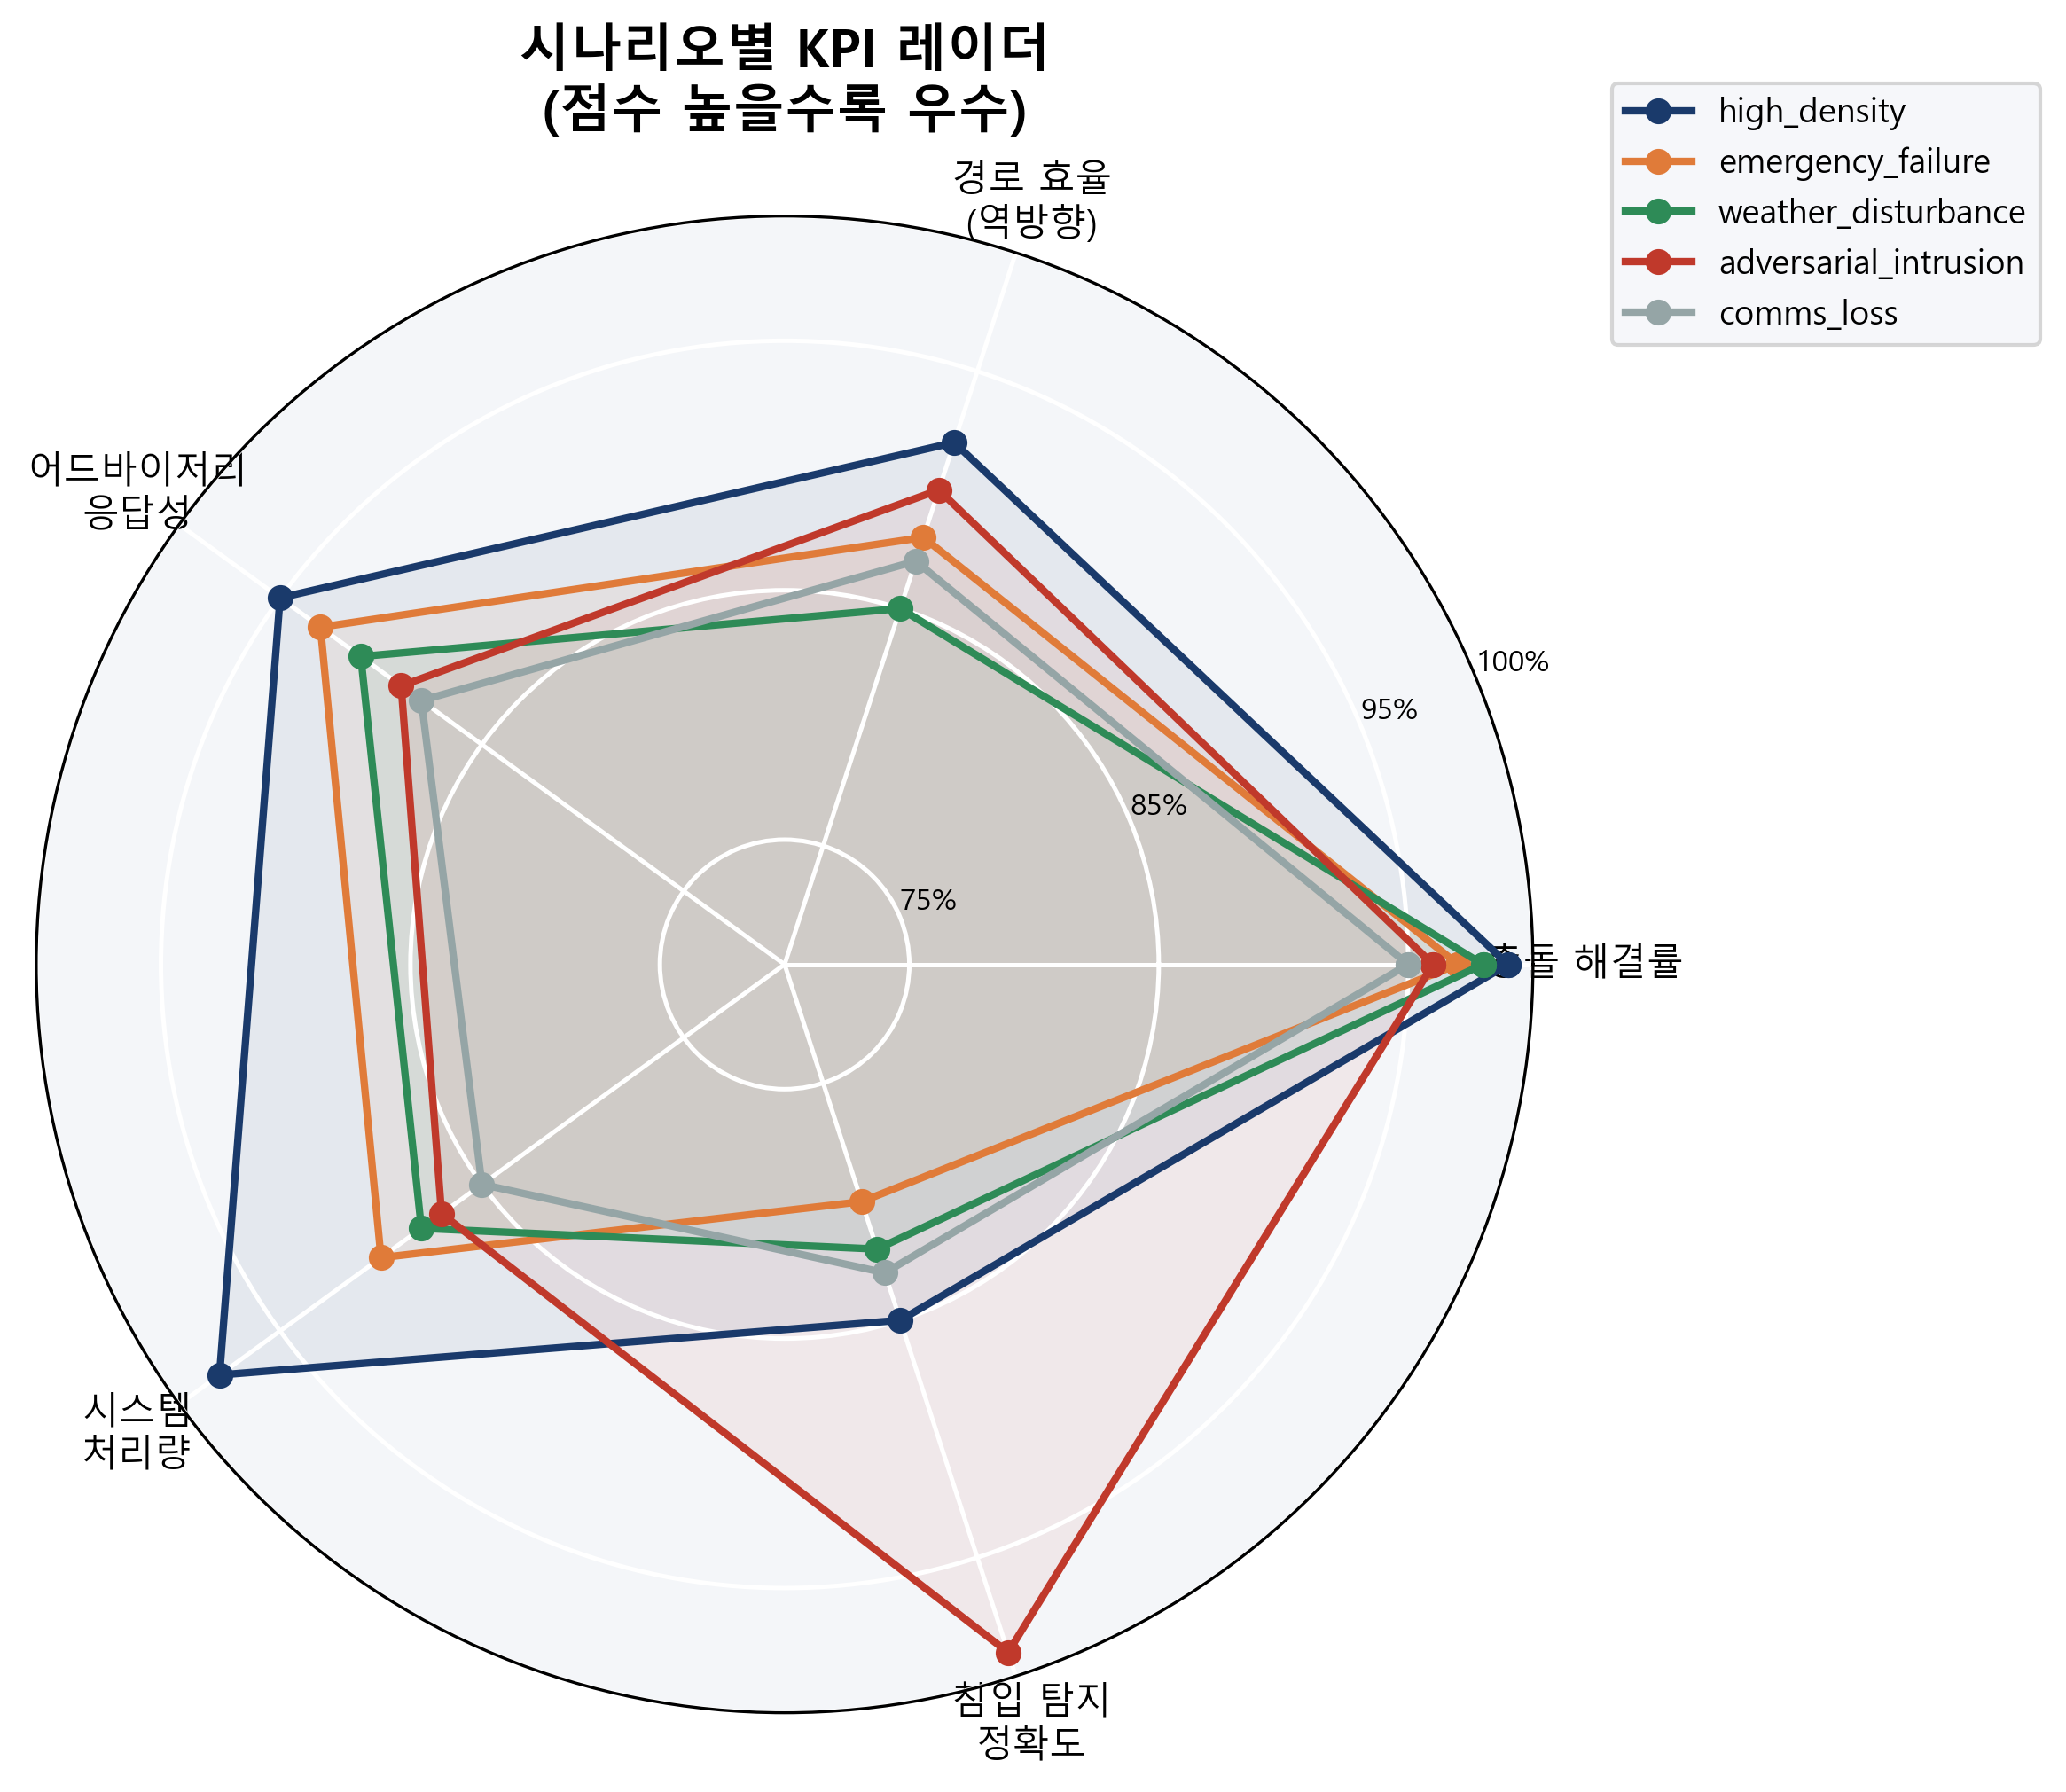 시나리오별 KPI 레이더
(점수 높을수록 우수)
high_density
emergency_failure
weather_disturbance
adversarial_intrusion
comms_loss
경로 효율
(역방향)
어드바이저리
응답성
100%
95%
85%
75%
충돌 해결률
시스템
처리량
침입 탐지
정확도